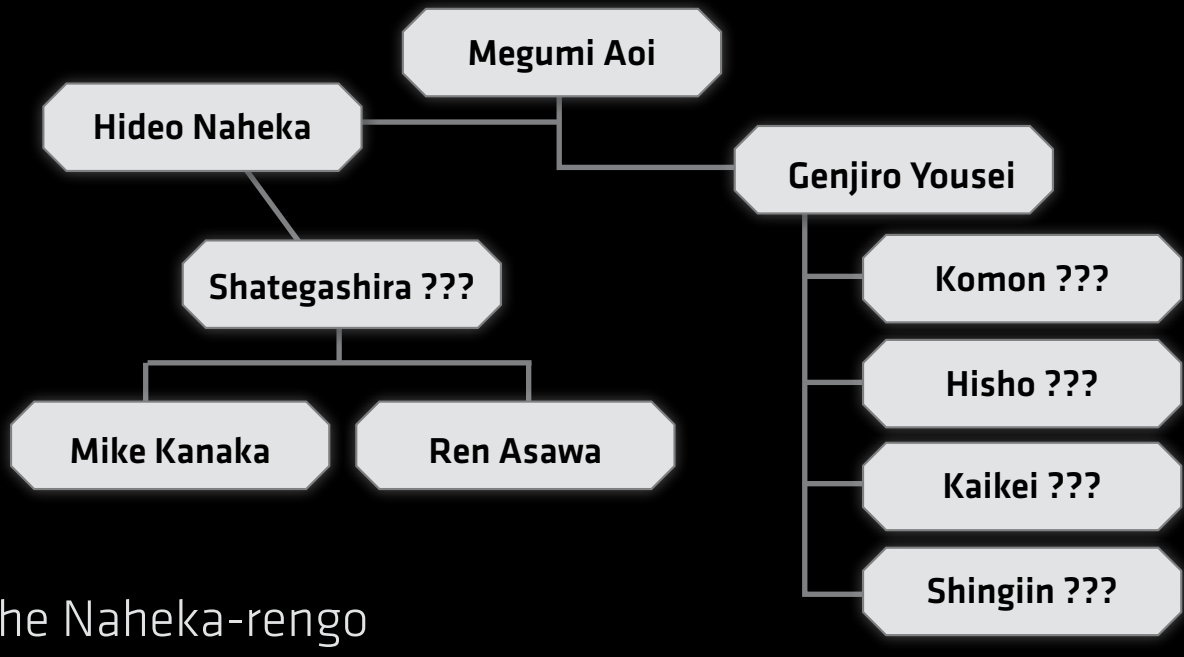 Megumi Aoi
Hideo Naheka
Genjiro Yousei
Shategashira ???
Komon ???
Hisho ???
Mike Kanaka
Ren Asawa
Kaikei ???
Shingiin ???
he Naheka-rengo